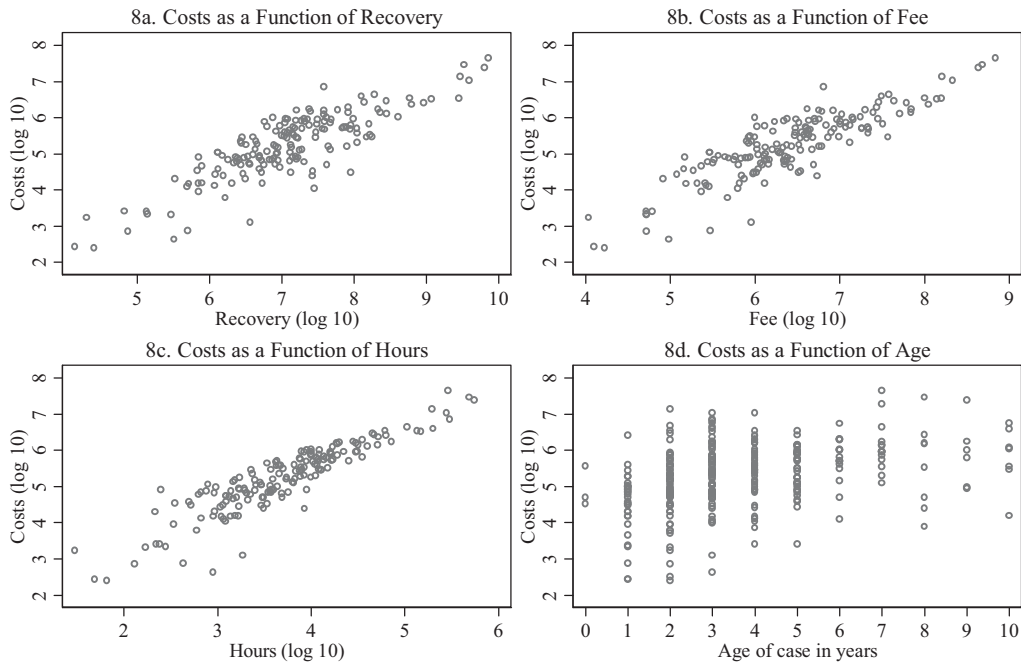 8a. Costs as a Function of Recovery
Costs (log 10)
8
7
6
5
4
3
2
5 6 7 8 9 10
Recovery (log 10)
8b. Costs as a Function of Fee
Costs (log 10)
8
7
6
5
4
3
2
4 5 6 7 8 9
Fee (log 10)
8c. Costs as a Function of Hours
Costs (log 10)
8
7
6
5
4
3
2
2 3 4 5 6
Hours (log 10)
8d. Costs as a Function of Age
Costs (log 10)
8
7
6
5
4
3
2
0 1 2 3 4 5 6 7 8 9 10
Age of case in years